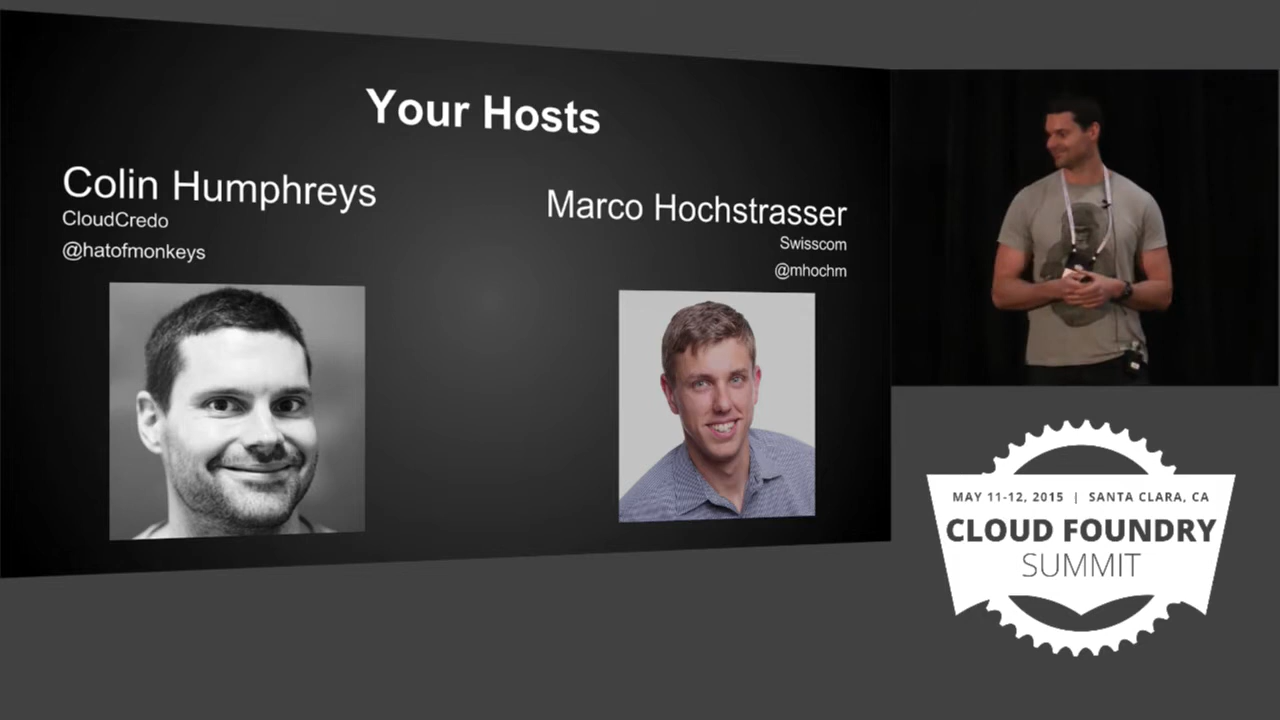 Your Hosts
Colin Humphreys
CloudCredo
@hatofmonkeys
Marco Hochstrasser
Swisscom
@mhochm
MAY 11-12, 2015 | SANTA CLARA, CA
CLOUD FOUNDRY
SUMMIT